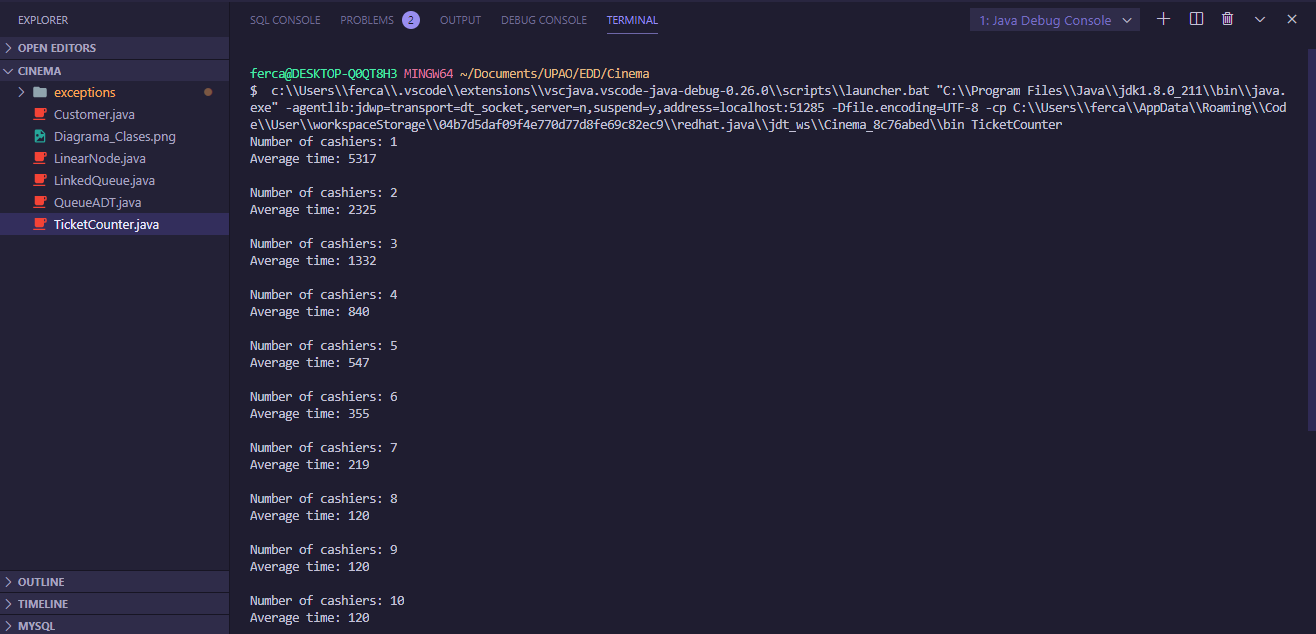 EXPLORER
OPEN EDITORS
CINEMA
exceptions
Customer.java
Diagrama_Clases.png
LinearNode.java
LinkedQueue.java
QueueADT.java
TicketCounter.java
OUTLINE
TIMELINE
MYSQL
SQL CONSOLE PROBLEMS 2 OUTPUT DEBUG CONSOLE TERMINAL 1: Java Debug Console
ferca@DESKTOP-Q0QT8H3 MINGW64 ~/Documents/UPAO/EDD/Cinema
$ c:\\Users\\ferca\\.vscode\\extensions\\vscjava.vscode-java-debug-0.26.0\\scripts\\launcher.bat "C:\\Program Files\\Java\\jdk1.8.0_211\\bin\\java.
exe" -agentlib:jdwp=transport=dt_socket,server=n,suspend=y,address=localhost:51285 -Dfile.encoding=UTF-8 -cp C:\\Users\\ferca\\AppData\\Roaming\\Cod
e\\User\\workspaceStorage\\04b7d5daf09f4e770d77d8fe69c82ec9\\redhat.java\\jdt_ws\\Cinema_8c76abed\\bin TicketCounter
Number of cashiers: 1
Average time: 5317
Number of cashiers: 2
Average time: 2325
Number of cashiers: 3
Average time: 1332
Number of cashiers: 4
Average time: 840
Number of cashiers: 5
Average time: 547
Number of cashiers: 6
Average time: 355
Number of cashiers: 7
Average time: 219
Number of cashiers: 8
Average time: 120
Number of cashiers: 9
Average time: 120
Number of cashiers: 10
Average time: 120